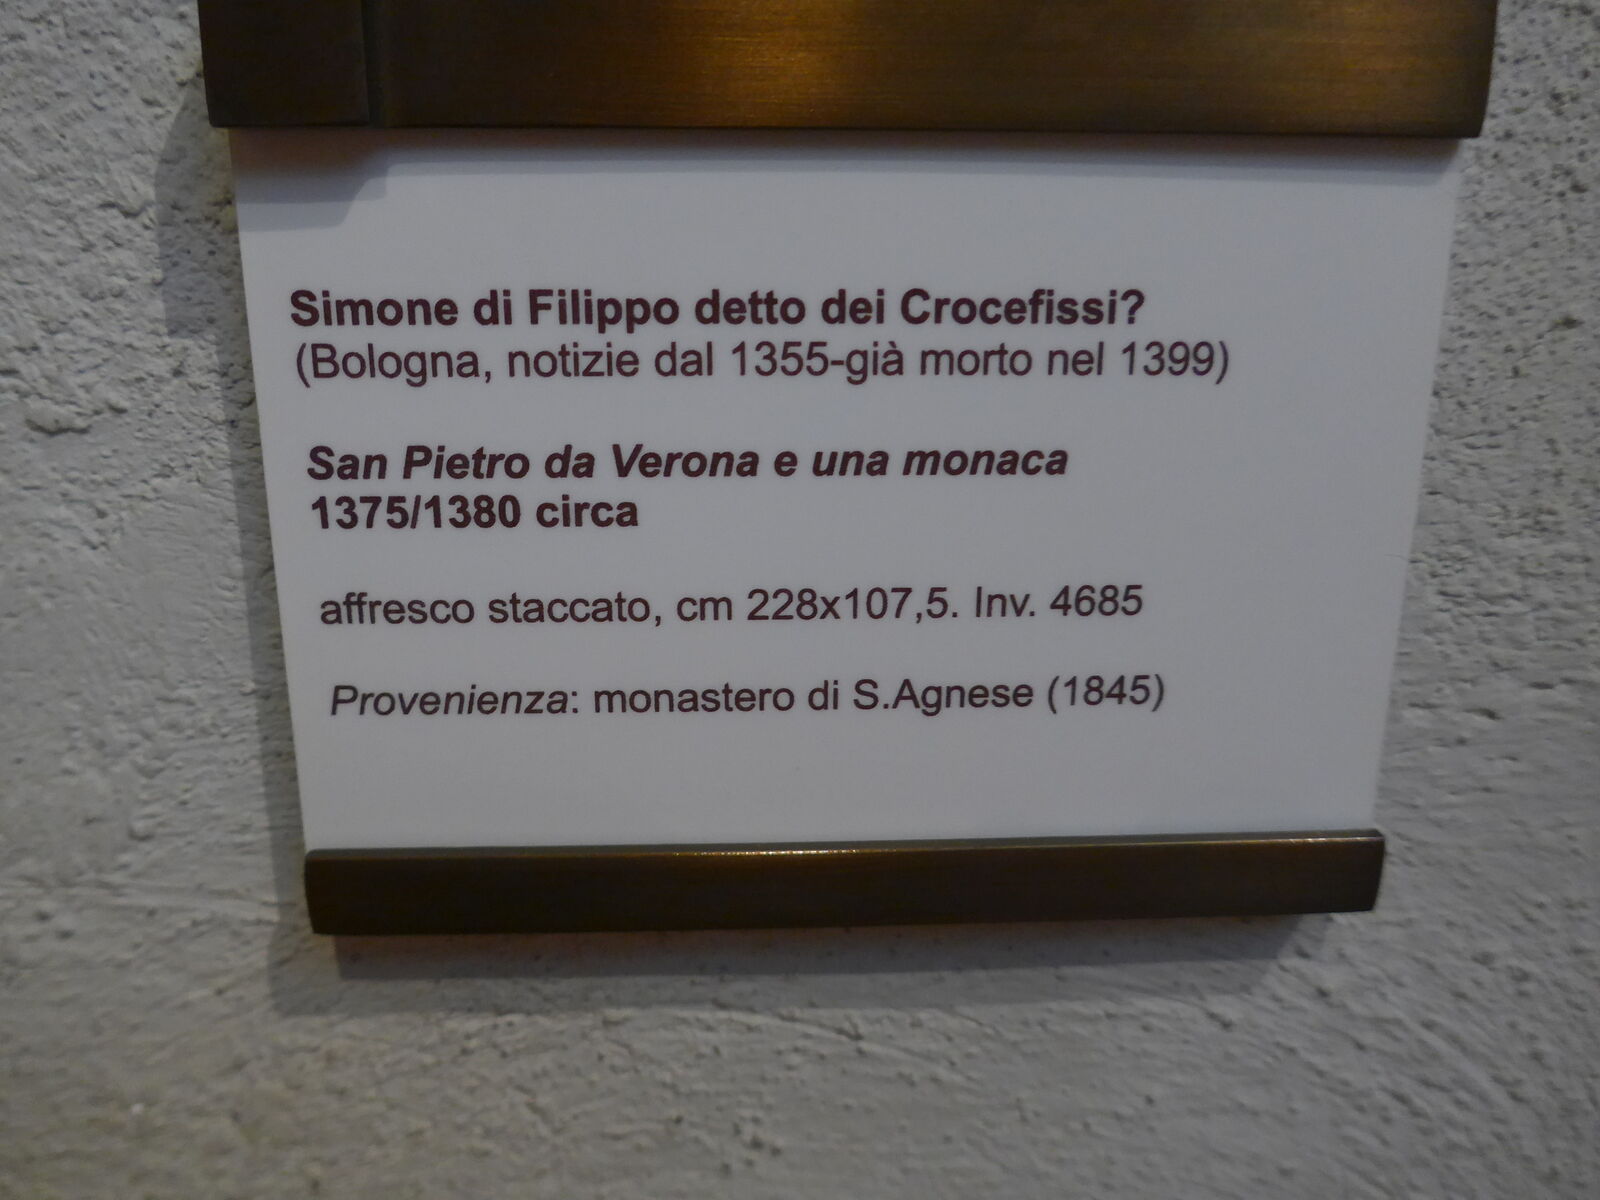 Simone di Filippo detto dei Crocefissi?
(Bologna, notizie dal 1355-già morto nel 1399)
San Pietro da Verona e una monaca
1375/1380 circa
affresco staccato, cm 228x107,5. Inv. 4685
Provenienza: monastero di S.Agnese (1845)